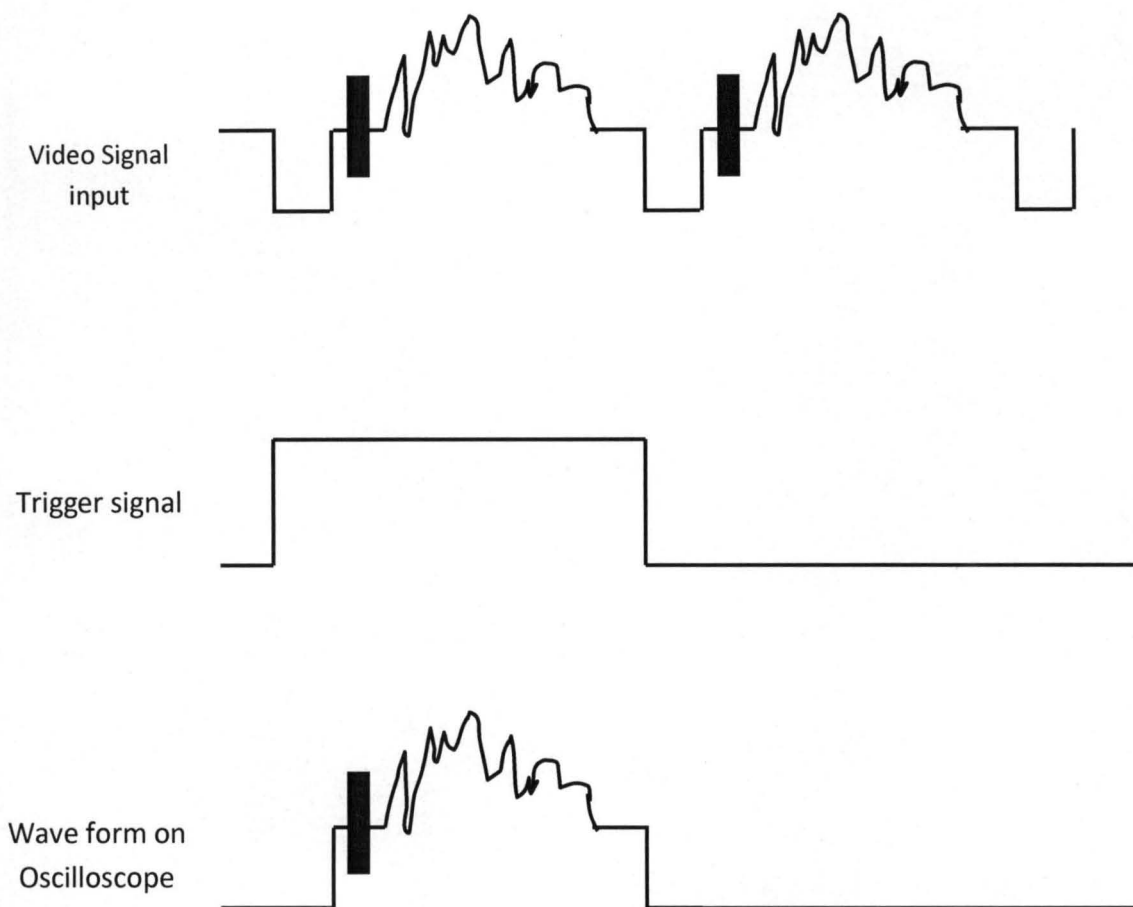 Video Signal
input
Trigger signal
Wave form on
Oscilloscope